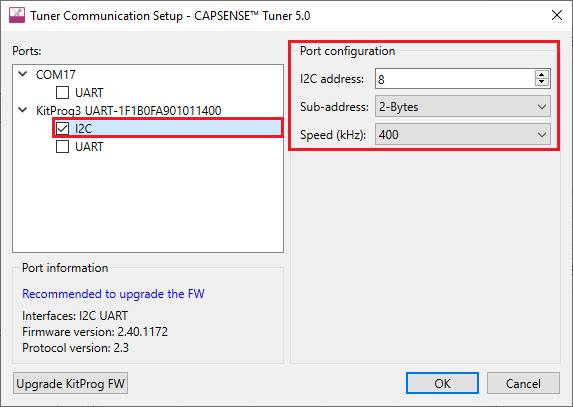 Tuner Communication Setup - CAPSENSE™ Tuner 5.0
Ports:
COM17
UART
KitProg3 UART-1F1B0FA901011400
I2C
UART
Port configuration
I2C address: 8
Sub-address: 2-Bytes
Speed (kHz): 400
Port information
Recommended to upgrade the FW
Interfaces: I2C UART
Firmware version: 2.40.1172
Protocol version: 2.3
Upgrade KitProg FW
OK
Cancel